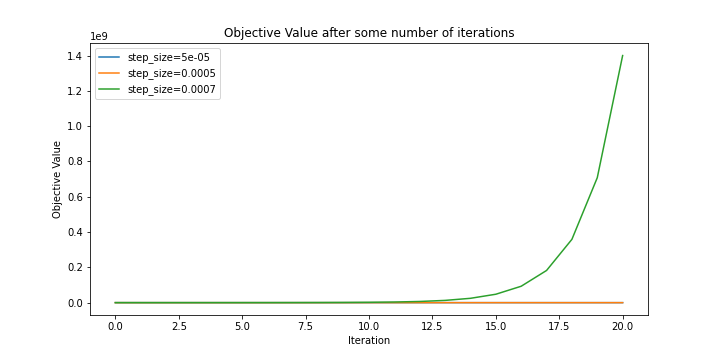 Objective Value after some number of iterations
1e9
step_size=5e-05
step_size=0.0005
step_size=0.0007
1.4
1.2
1.0
0.8
0.6
0.4
0.2
0.0
Objective Value
0.0 2.5 5.0 7.5 10.0 12.5 15.0 17.5 20.0
Iteration